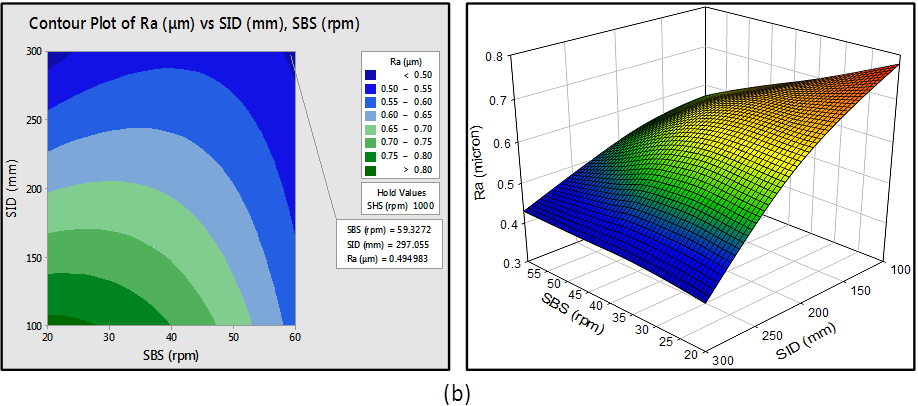 Contour Plot of Ra (µm) vs SID (mm), SBS (rpm)
300
250
200
150
100
SID (mm)
20 30 40 50 60
SBS (rpm)
Ra (µm)
< 0.50
0.50 – 0.55
0.55 – 0.60
0.60 – 0.65
0.65 – 0.70
0.70 – 0.75
0.75 – 0.80
> 0.80
Hold Values
SHS (rpm) 1000
SBS (rpm) = 59.3272
SID (mm) = 297.055
Ra (µm) = 0.494983
0.8
0.7
0.6
0.5
0.4
0.3
Ra (micron)
55 50 45 40 35 30 25 20
SBS (rpm)
300 250 200 150 100
SID (mm)
(b)